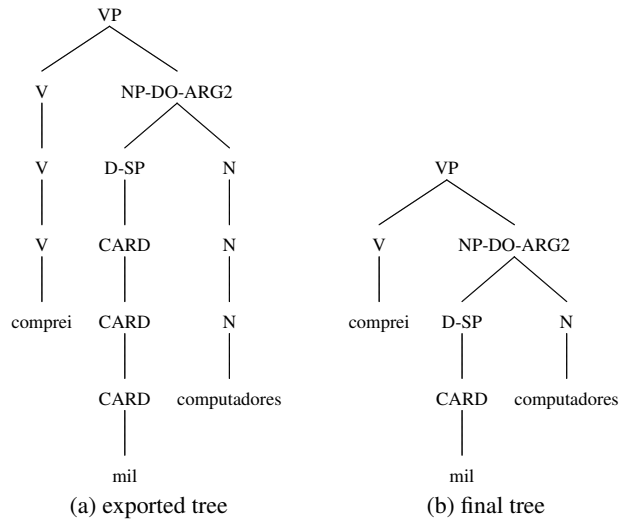 VP
V NP-DO-ARG2
V D-SP N VP
V CARD N V NP-DO-ARG2
comprei CARD N comprei D-SP N
CARD computadores CARD computadores
mil mil
(a) exported tree (b) final tree